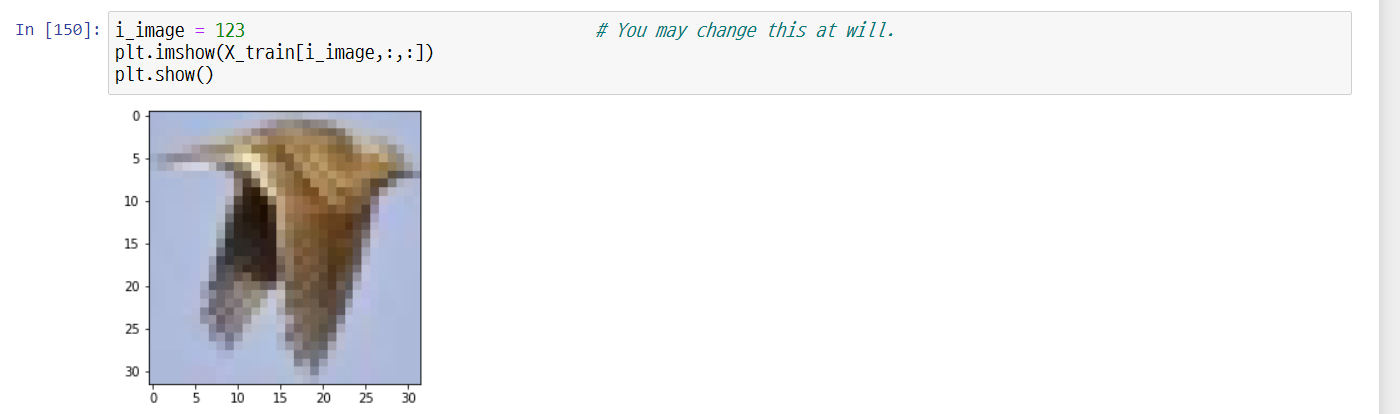 In [150]: i_image = 123 # You may change this at will.
plt.imshow(X_train[i_image,:,:])
plt.show()
0
5
10
15
20
25
30
0 5 10 15 20 25 30